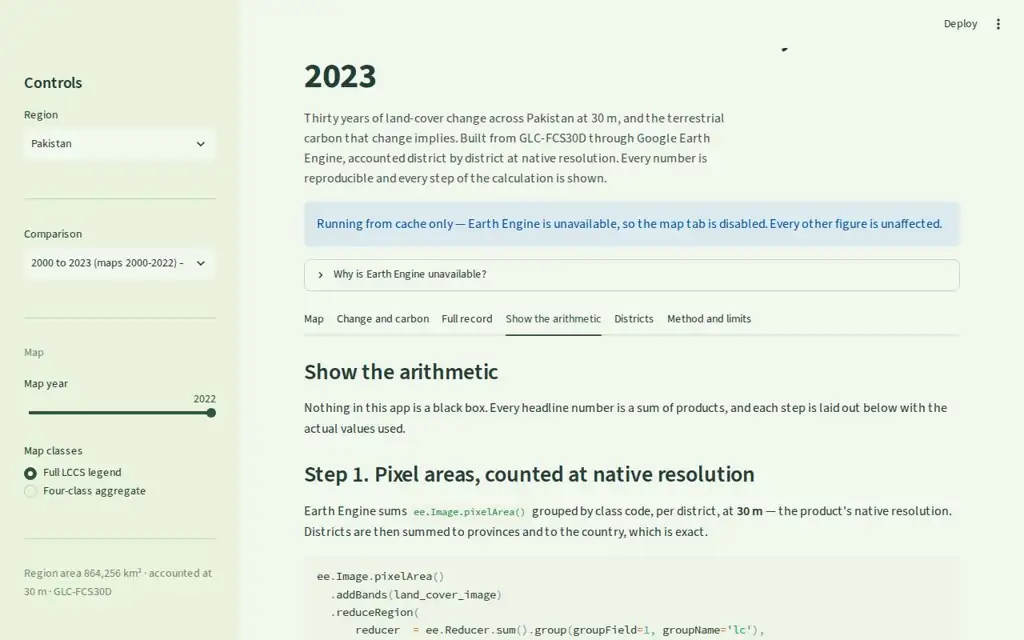 Deploy
Controls
Region
Pakistan
Comparison
2000 to 2023 (maps 2000-2022) –
Map
Map year
2022
Map classes
Full LCCS legend
Four-class aggregate
Region area 864,256 km² · accounted at
30 m · GLC-FCS30D
2023
Thirty years of land-cover change across Pakistan at 30 m, and the terrestrial
carbon that change implies. Built from GLC-FCS30D through Google Earth
Engine, accounted district by district at native resolution. Every number is
reproducible and every step of the calculation is shown.
Running from cache only — Earth Engine is unavailable, so the map tab is disabled. Every other figure is unaffected.
Why is Earth Engine unavailable?
Map Change and carbon Full record Show the arithmetic Districts Method and limits
Show the arithmetic
Nothing in this app is a black box. Every headline number is a sum of products, and each step is laid out below with the
actual values used.
Step 1. Pixel areas, counted at native resolution
Earth Engine sums ee.Image.pixelArea() grouped by class code, per district, at 30 m — the product's native resolution.
Districts are then summed to provinces and to the country, which is exact.
ee.Image.pixelArea()
.addBands(land_cover_image)
.reduceRegion(
reducer = ee.Reducer.sum().group(groupField=1, groupName='lc'),